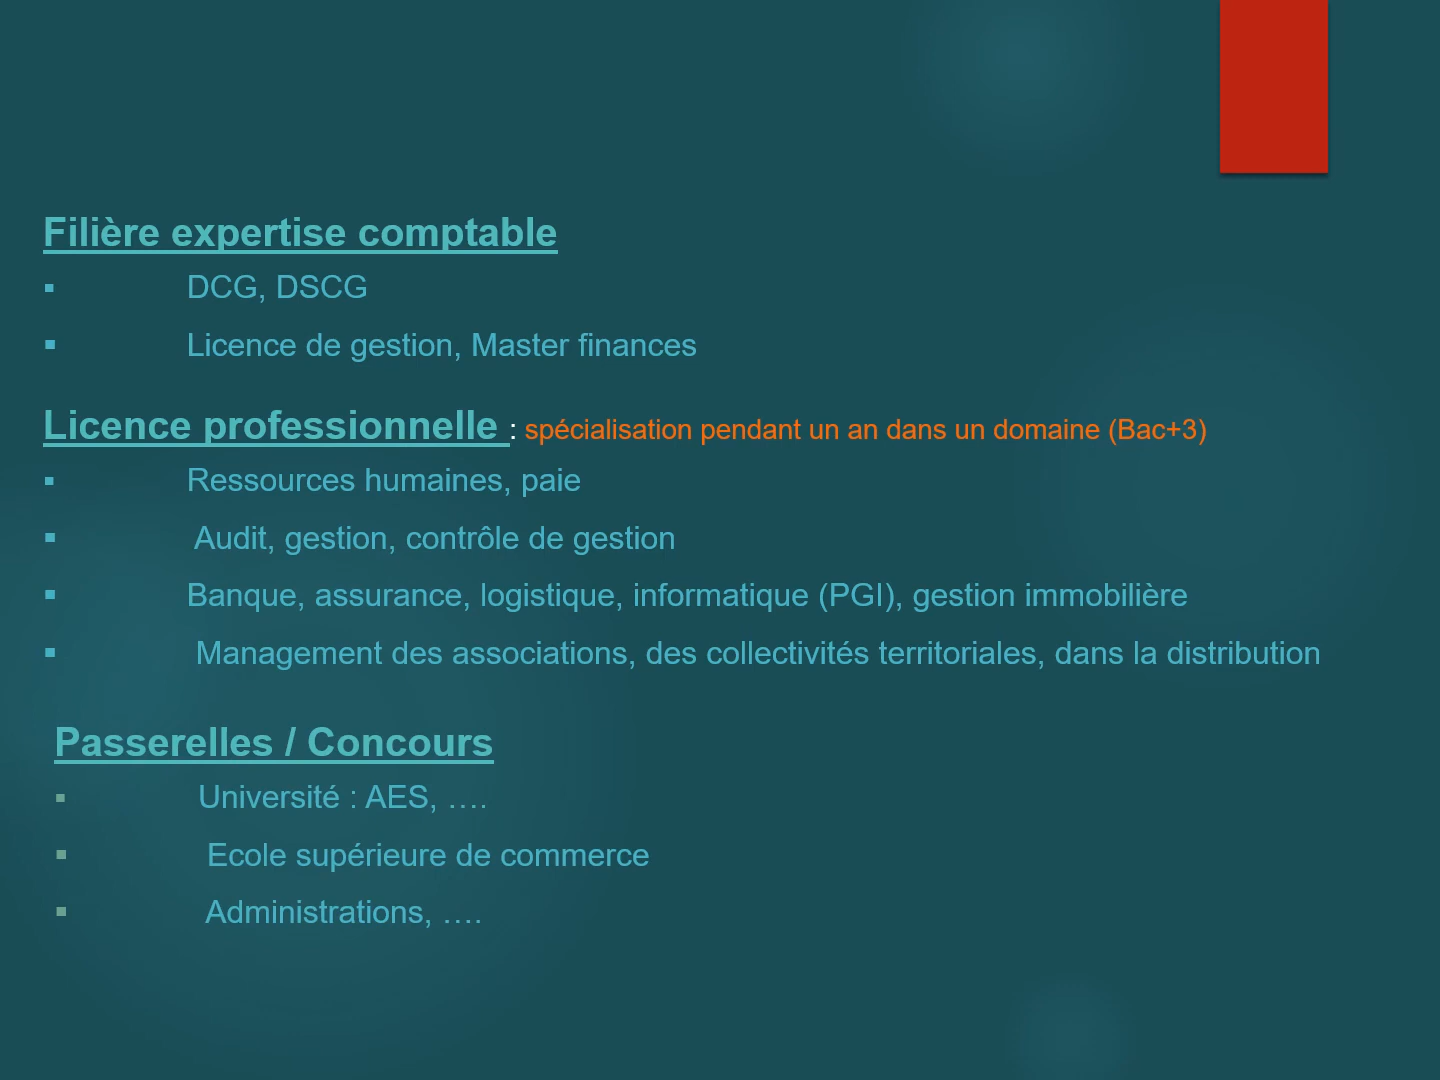 Filière expertise comptable
▪ DCG, DSCG
▪ Licence de gestion, Master finances
Licence professionnelle : spécialisation pendant un an dans un domaine (Bac+3)
▪ Ressources humaines, paie
▪ Audit, gestion, contrôle de gestion
▪ Banque, assurance, logistique, informatique (PGI), gestion immobilière
▪ Management des associations, des collectivités territoriales, dans la distribution
Passerelles / Concours
▪ Université : AES, ….
▪ Ecole supérieure de commerce
▪ Administrations, ….